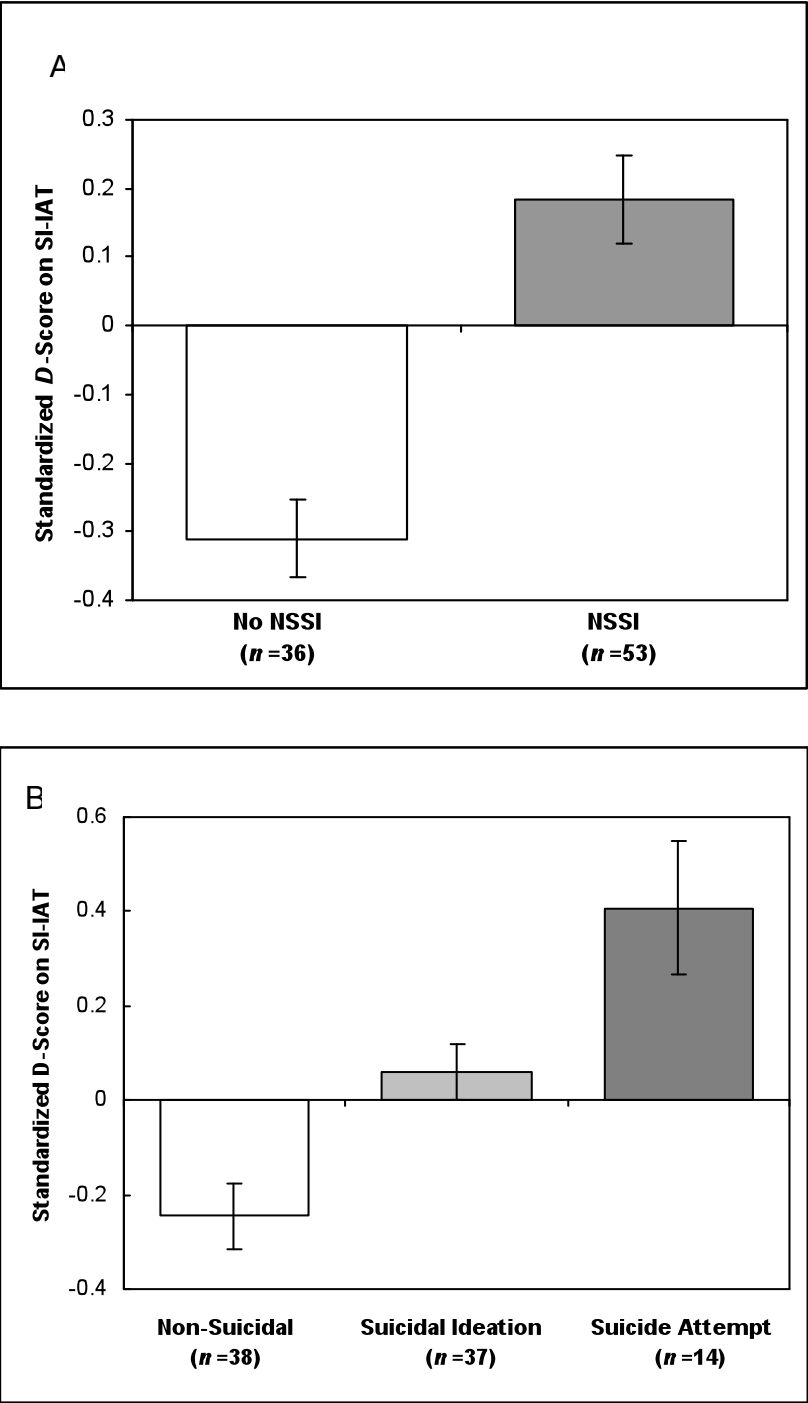 A
Standardized D-Score on SI-IAT
0.3
0.2
0.1
0
-0.1
-0.2
-0.3
-0.4
No NSSI
NSSI
(n =36)
(n =53)
B
Standardized D-Score on SI-IAT
0.6
0.4
0.2
0
-0.2
-0.4
Non-Suicidal
Suicidal Ideation
Suicide Attempt
(n =38)
(n =37)
(n =14)